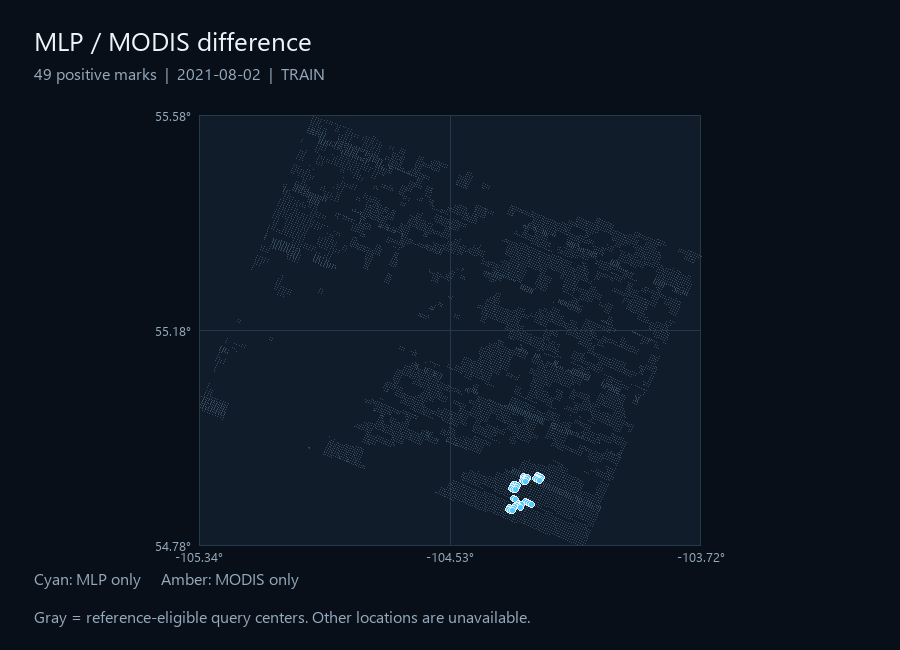 MLP / MODIS difference
49 positive marks | 2021-08-02 | TRAIN
55.58°
55.18°
54.78°
-105.34° -104.53° -103.72°
Cyan: MLP only Amber: MODIS only
Gray = reference-eligible query centers. Other locations are unavailable.